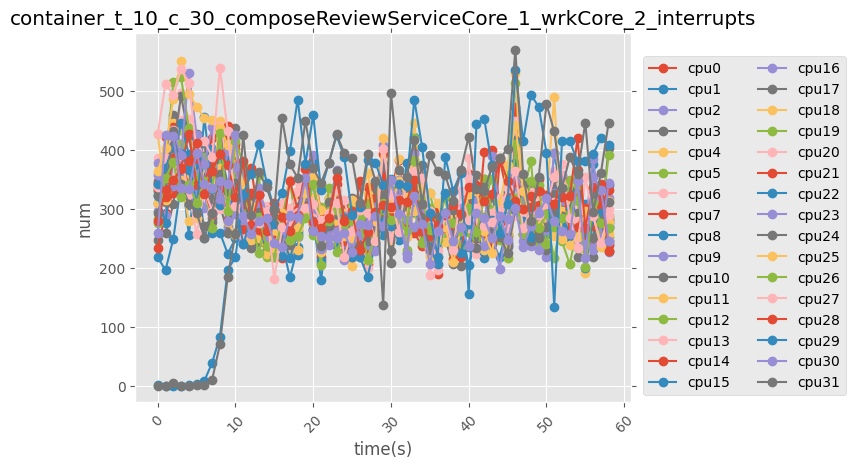 container_t_10_c_30_composeReviewServiceCore_1_wrkCore_2_interrupts
num
500
400
300
200
100
0
0
10
20
30
40
50
60
time(s)
cpu0
cpu1
cpu2
cpu3
cpu4
cpu5
cpu6
cpu7
cpu8
cpu9
cpu10
cpu11
cpu12
cpu13
cpu14
cpu15
cpu16
cpu17
cpu18
cpu19
cpu20
cpu21
cpu22
cpu23
cpu24
cpu25
cpu26
cpu27
cpu28
cpu29
cpu30
cpu31